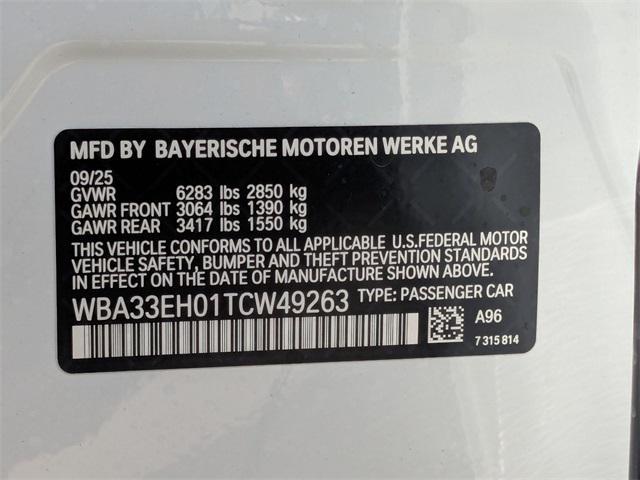 MFD BY BAYERISCHE MOTOREN WERKE AG
09/25
GVWR 6283 lbs 2850 kg
GAWR FRONT 3064 lbs 1390 kg
GAWR REAR 3417 lbs 1550 kg
THIS VEHICLE CONFORMS TO ALL APPLICABLE U.S.FEDERAL MOTOR
VEHICLE SAFETY, BUMPER AND THEFT PREVENTION STANDARDS
IN EFFECT ON THE DATE OF MANUFACTURE SHOWN ABOVE.
WBA33EH01TCW49263 TYPE: PASSENGER CAR
A96
7 315 814